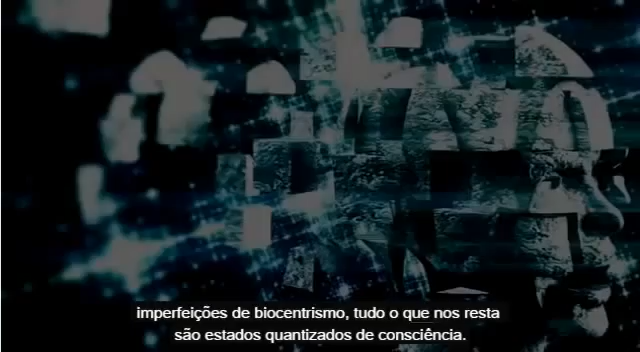 imperfeições de biocentrismo, tudo o que nos resta
são estados quantizados de consciência.